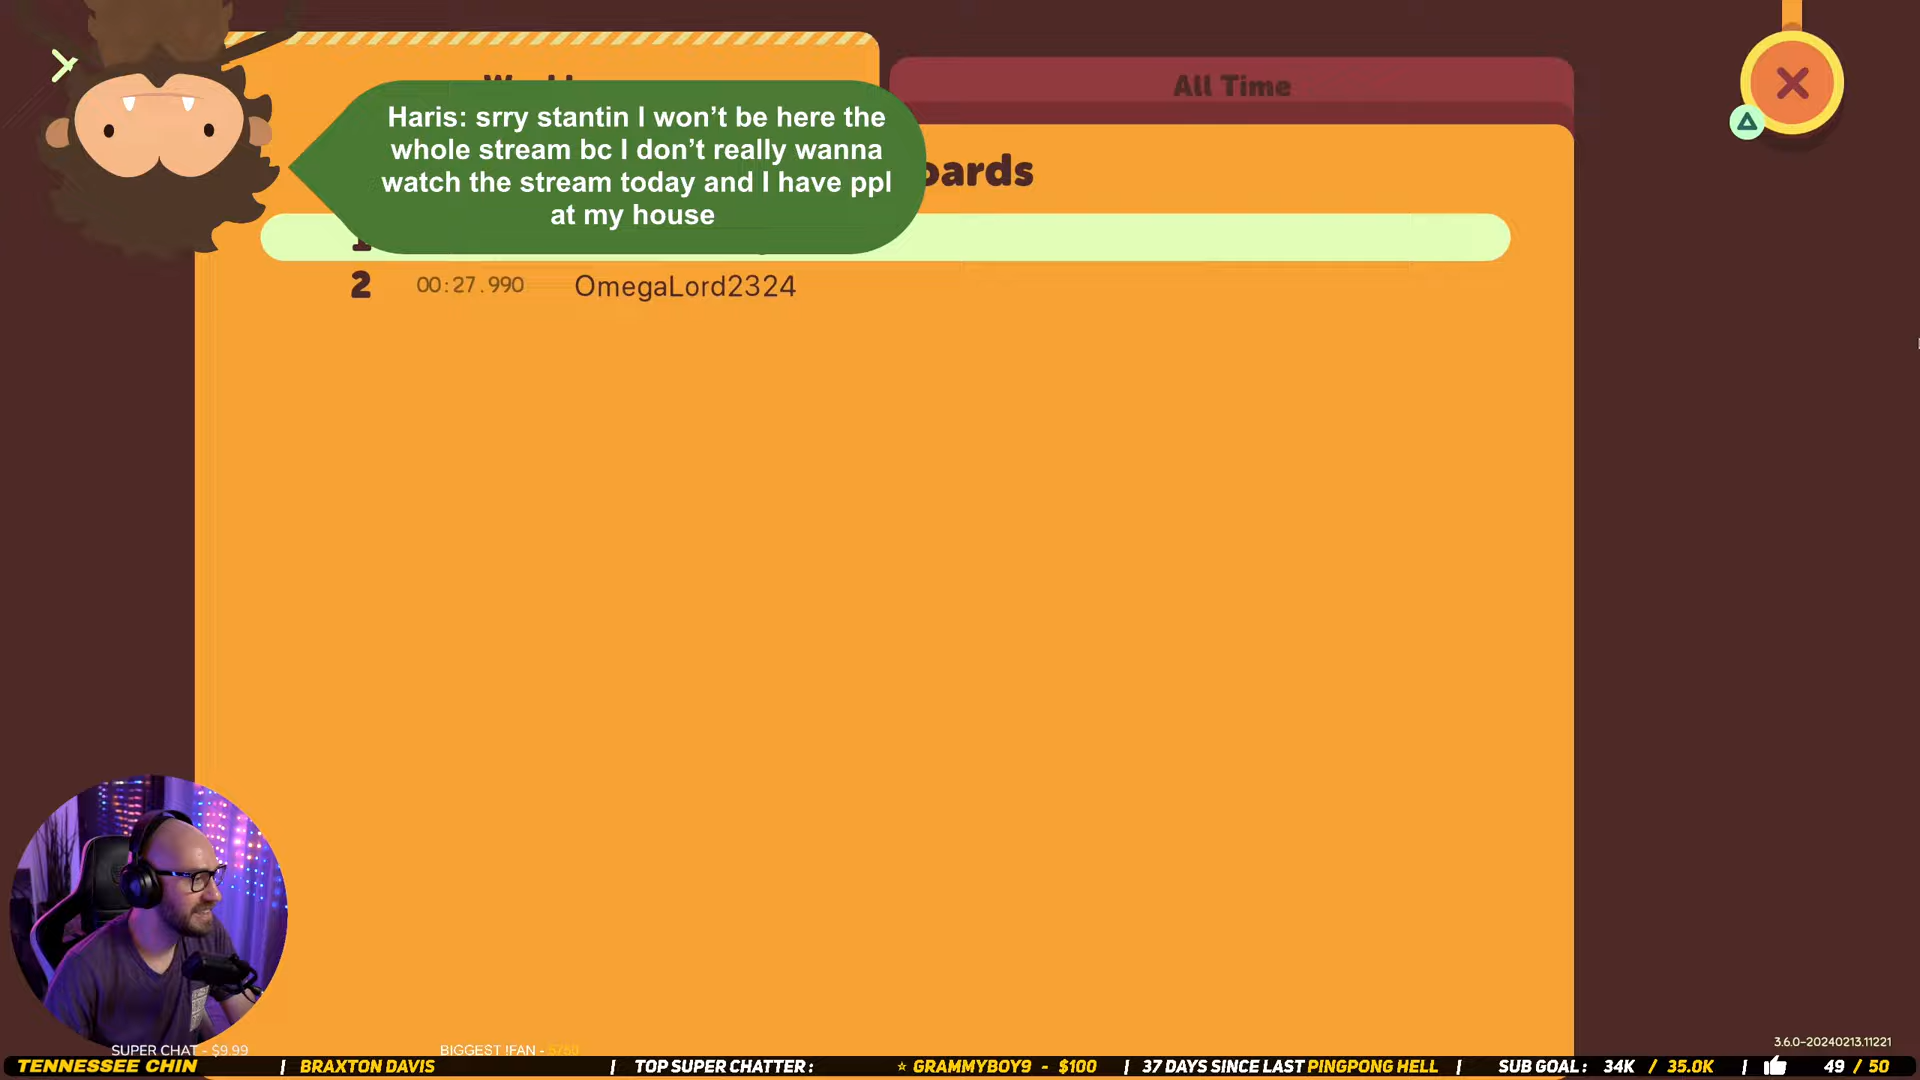 All Time
Haris: srry stantin I won’t be here the
whole stream bc I don’t really wanna
watch the stream today and I have ppl
at my house
1
2 00:27.990 OmegaLord2324
SUPER CHAT - $9.99 BIGGEST !FAN - 5760
3.6.0-20240213.11221
TENNESSEE CHIN | BRAXTON DAVIS | TOP SUPER CHATTER: ☆ GRAMMYBOY9 - $100 | 37 DAYS SINCE LAST PINGPONG HELL | SUB GOAL: 34K / 35.0K | 49 / 50